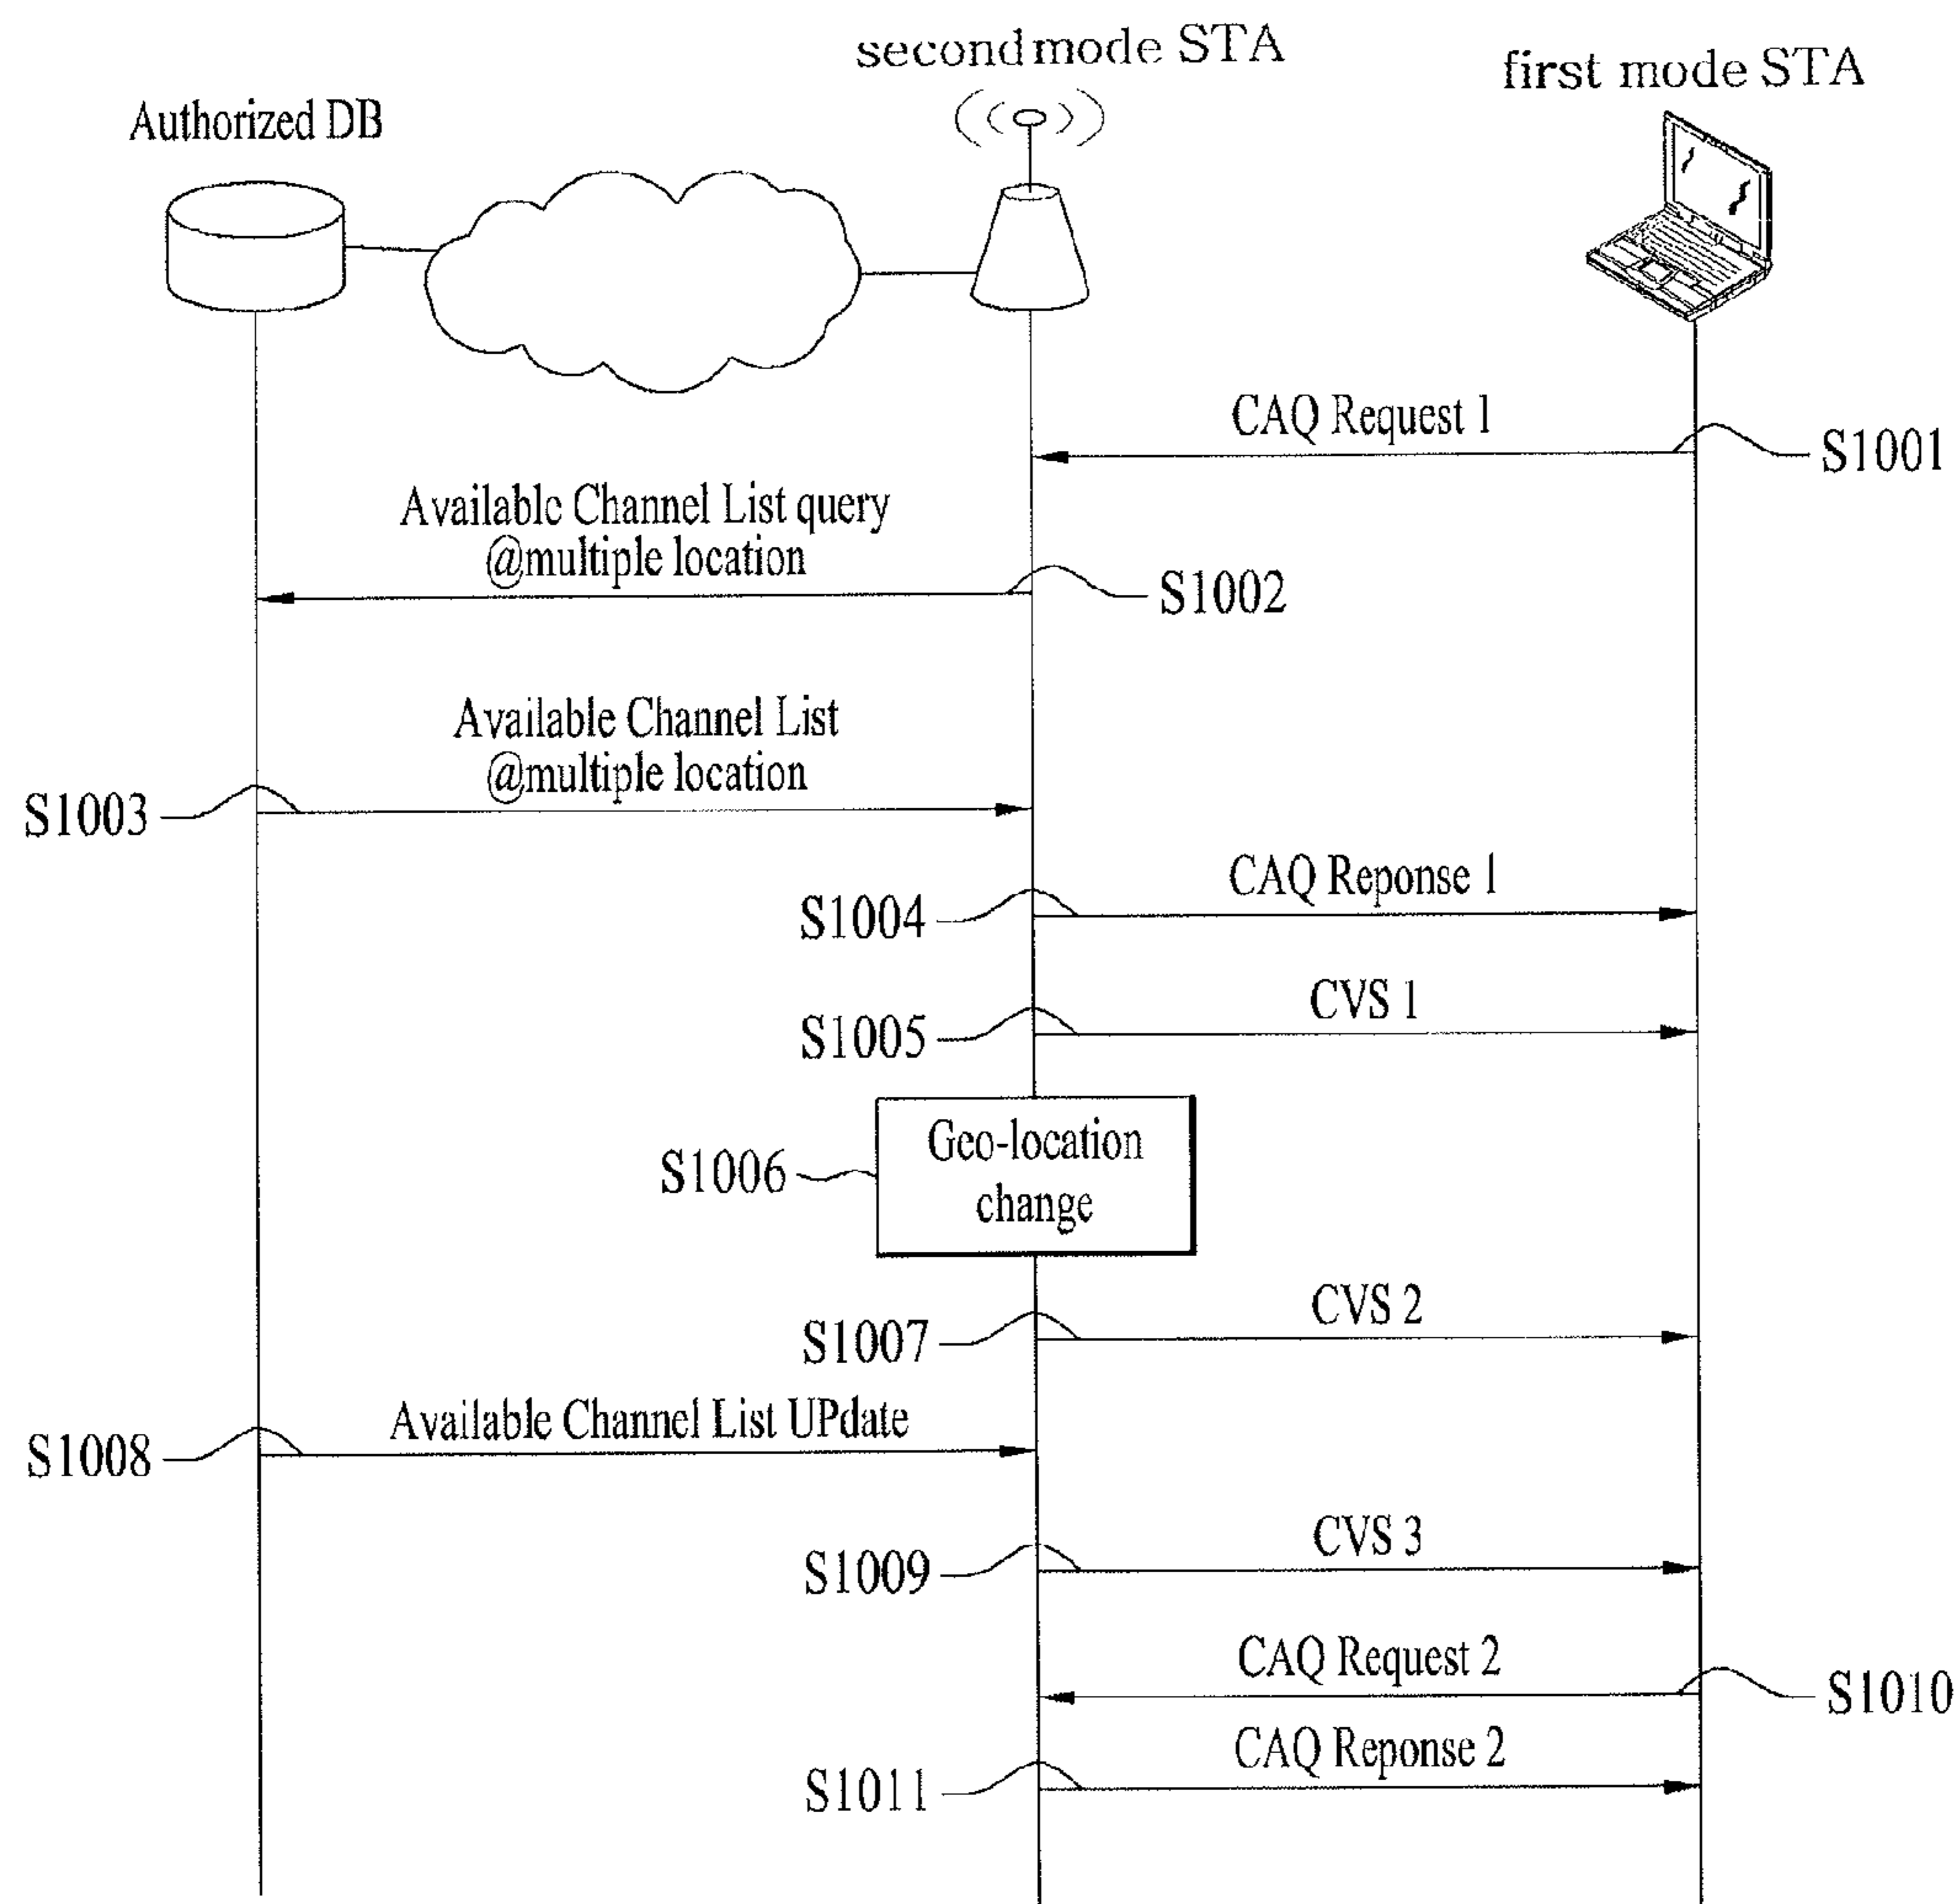 second mode STA
first mode STA
Authorized DB
CAQ Request 1
S1001
Available Channel List query
@multiple location
S1002
Available Channel List
@multiple location
S1003
CAQ Reponse 1
S1004
CVS 1
S1005
Geo-location
change
S1006
CVS 2
S1007
Available Channel List UPdate
S1008
CVS 3
S1009
CAQ Request 2
S1010
CAQ Reponse 2
S1011